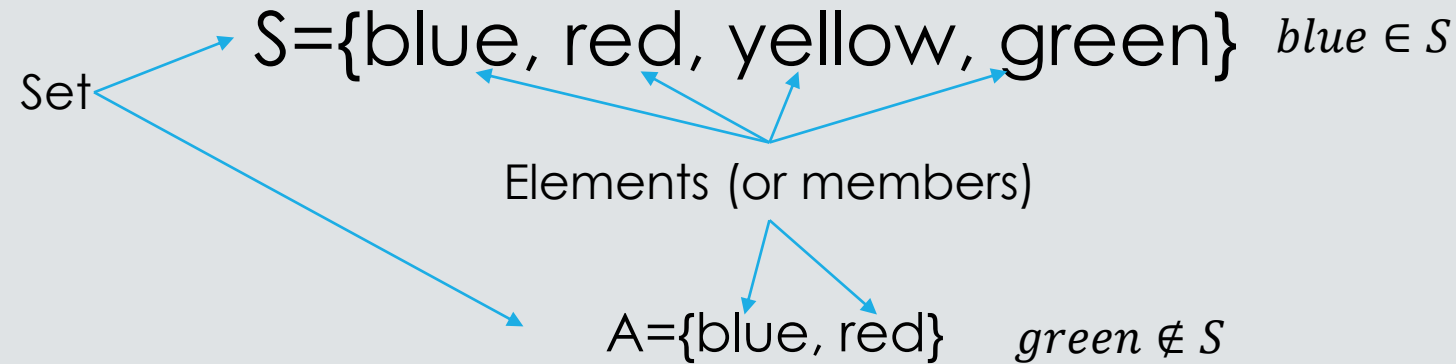 S={blue, red, yellow, green} blue ∈ S
Set
Elements (or members)
A={blue, red} green ∉ S